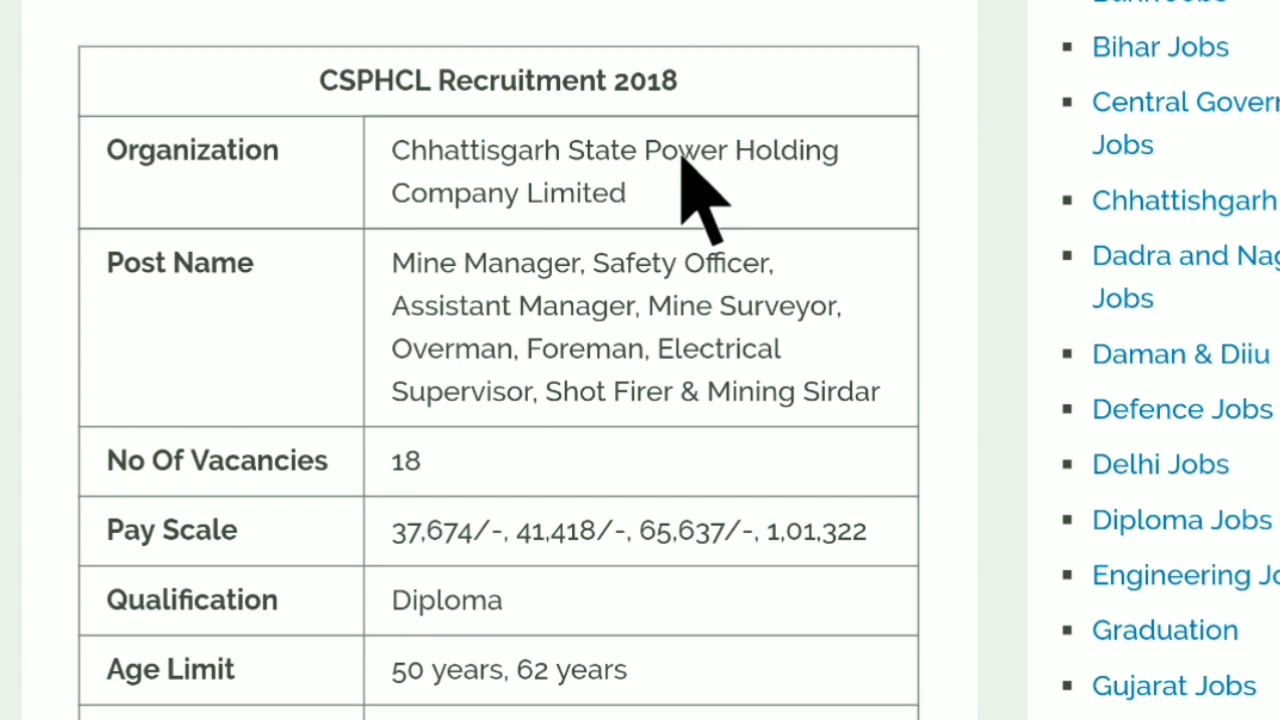 CSPHCL Recruitment 2018
Organization
Chhattisgarh State Power Holding
Company Limited
Post Name
Mine Manager, Safety Officer,
Assistant Manager, Mine Surveyor,
Overman, Foreman, Electrical
Supervisor, Shot Firer & Mining Sirdar
No Of Vacancies
18
Pay Scale
37,674/-, 41,418/-, 65,637/-, 1,01,322
Qualification
Diploma
Age Limit
50 years, 62 years
Bihar Jobs
Central
Jobs
Chhattishgarh
Dadra and
Jobs
Daman & Diiu
Defence Jobs
Delhi Jobs
Diploma Jobs
Engineering
Graduation
Gujarat Jobs